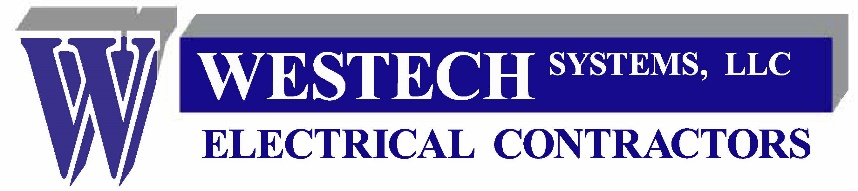 W WESTECH SYSTEMS, LLC
ELECTRICAL CONTRACTORS